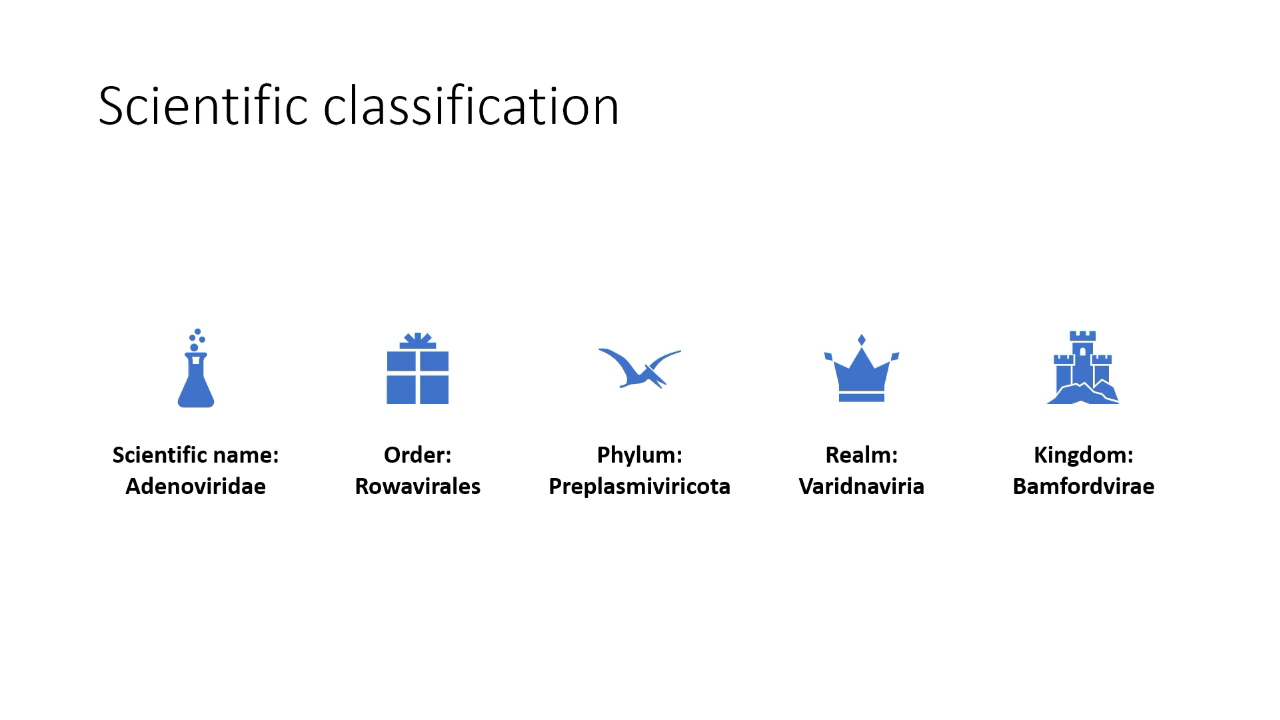 Scientific classification
Scientific name:
Adenoviridae
Order:
Rowavirales
Phylum:
Preplasmiviricota
Realm:
Varidnaviria
Kingdom:
Bamfordvirae